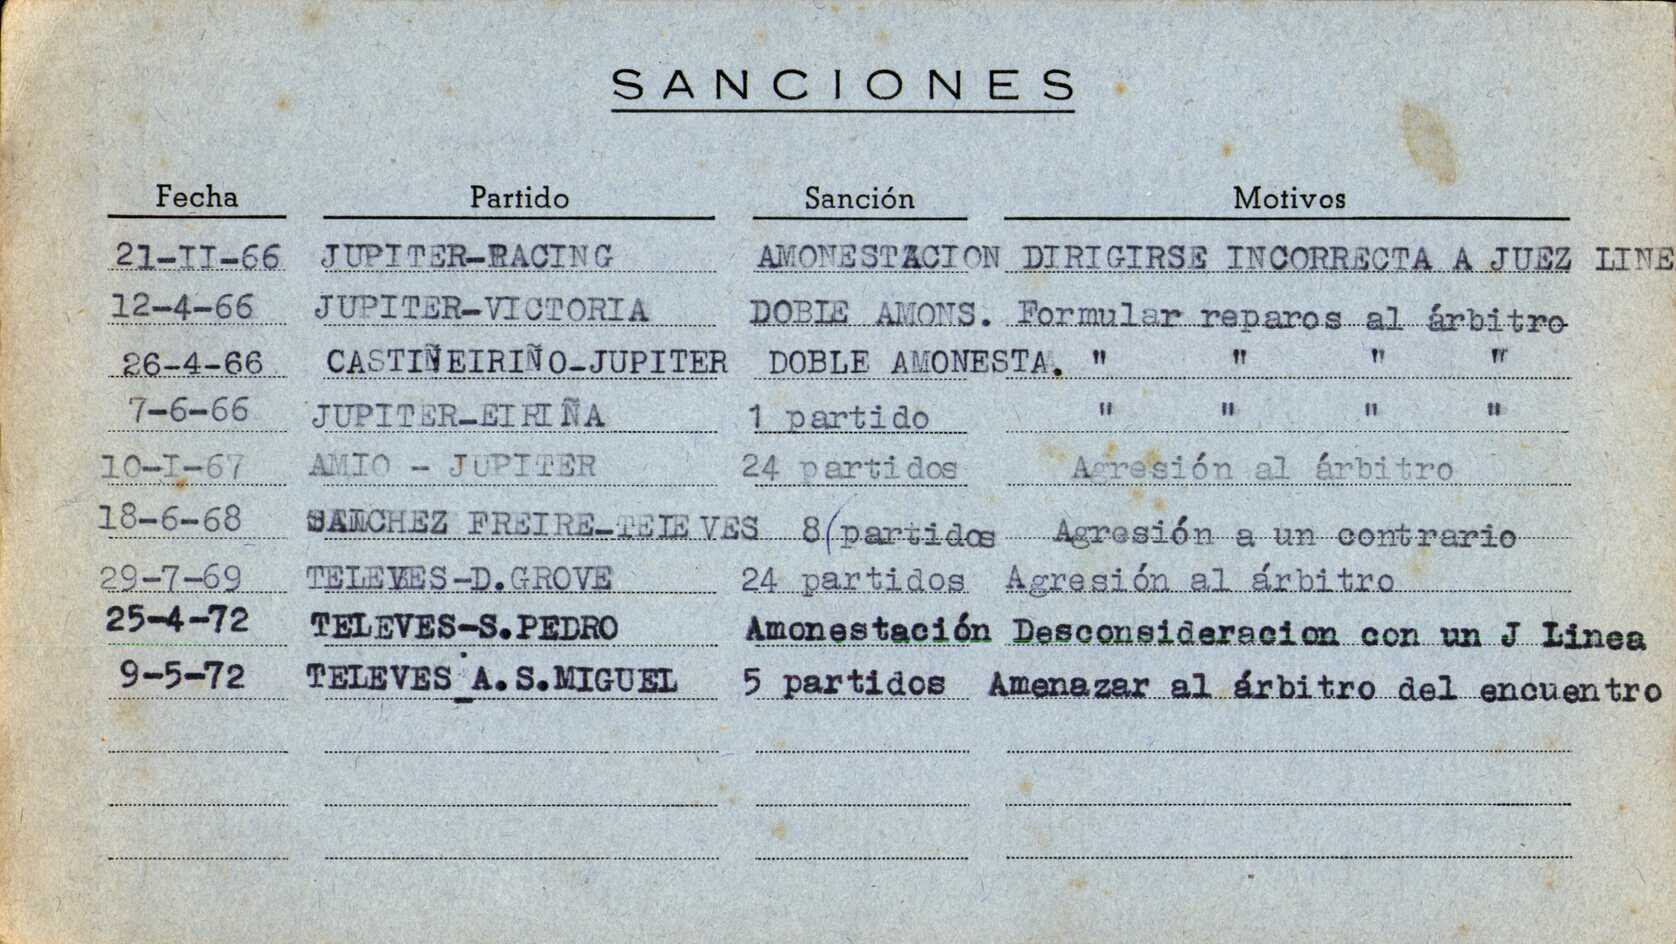 SANCIONES
Fecha Partido Sanción Motivos
21-II-66 JUPITER-RACING AMONESTACION DIRIGIRSE INCORRECTA A JUEZ LINE
12-4-66 JUPITER-VICTORIA DOBLE AMONS. Formular reparos al árbitro
26-4-66 CASTIÑEIRIÑO-JUPITER DOBLE AMONESTA. " " " "
7-6-66 JUPITER-EIRIÑA 1 partido " " " "
10-I-67 AMIO - JUPITER 24 partidos Agresión al árbitro
18-6-68 SANCHEZ FREIRE-TELEVES 8(partidos Agresión a un contrario
29-7-69 TELEVES-D.GROVE 24 partidos Agresión al árbitro
25-4-72 TELEVES-S.PEDRO Amonestación Desconsideracion con un J Linea
9-5-72 TELEVES_A.S.MIGUEL 5 partidos Amenazar al árbitro del encuentro